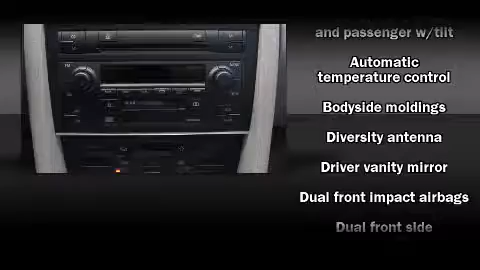 and passenger w/tilt
Automatic
temperature control
Bodyside moldings
Diversity antenna
Driver vanity mirror
Dual front impact airbags
Dual front side